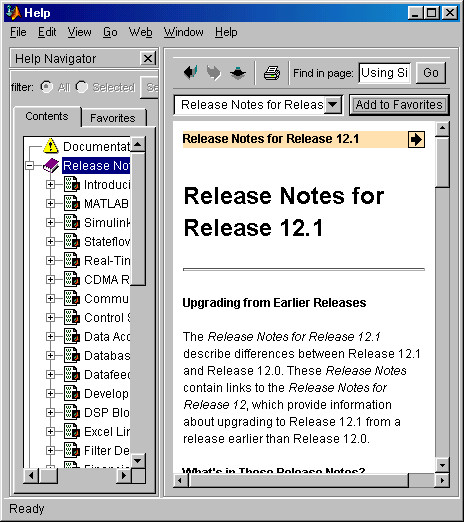 Help
File Edit View Go Web Window Help
Help Navigator
filter: All Selected Se
Contents Favorites
Documentat
Release Not
Introduci
MATLAB
Simulink
Stateflov
Real-Tin
CDMA R
Commu
Control S
Data Acc
Databas
Datafeec
Develop
DSP Blo
Excel Lir
Filter De
Financia
Find in page: Using Si Go
Release Notes for Releas Add to Favorites
Release Notes for Release 12.1
Release Notes for
Release 12.1
Upgrading from Earlier Releases
The Release Notes for Release 12.1
describe differences between Release 12.1
and Release 12.0. These Release Notes
contain links to the Release Notes for
Release 12, which provide information
about upgrading to Release 12.1 from a
release earlier than Release 12.0.
What's in These Release Notes?
Ready